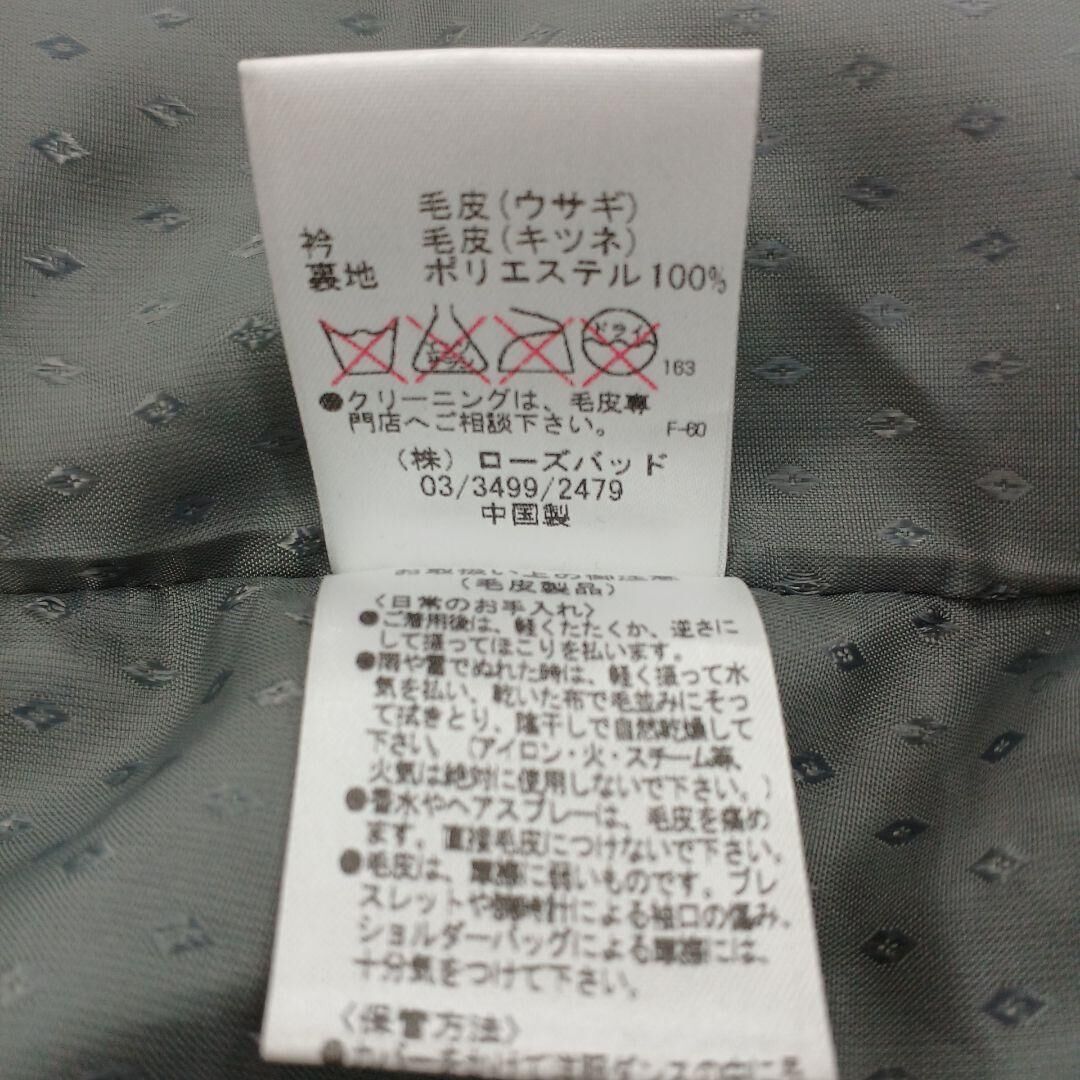 毛皮(ウサギ)
衿 毛皮(キツネ)
裏地 ポリエステル100%
ドライ
163
●クリーニングは、毛皮専
門店へご相談下さい。 F-60
(株) ローズバッド
03/3499/2479
中国製
お取扱い上の御注意
(毛皮製品)
〈日常のお手入れ〉
●ご着用後は、軽くたたくか、逆さに
して振ってほこりを払います。
●雨や雪でぬれた時は、軽く振って水
気を払い、乾いた布で毛並みにそっ
て拭きとり、陰干しで自然乾燥して
下さい。(アイロン・火・スチーム等、
火気は絶対に使用しないで下さい。)
●香水やヘアスプレーは、毛皮を痛め
ます。直接毛皮につけないで下さい。
●毛皮は、摩擦に弱いものです。ブレ
スレットや腕時計による袖口の傷み、
ショルダーバッグによる摩擦には、
十分気をつけて下さい。
〈保管方法〉